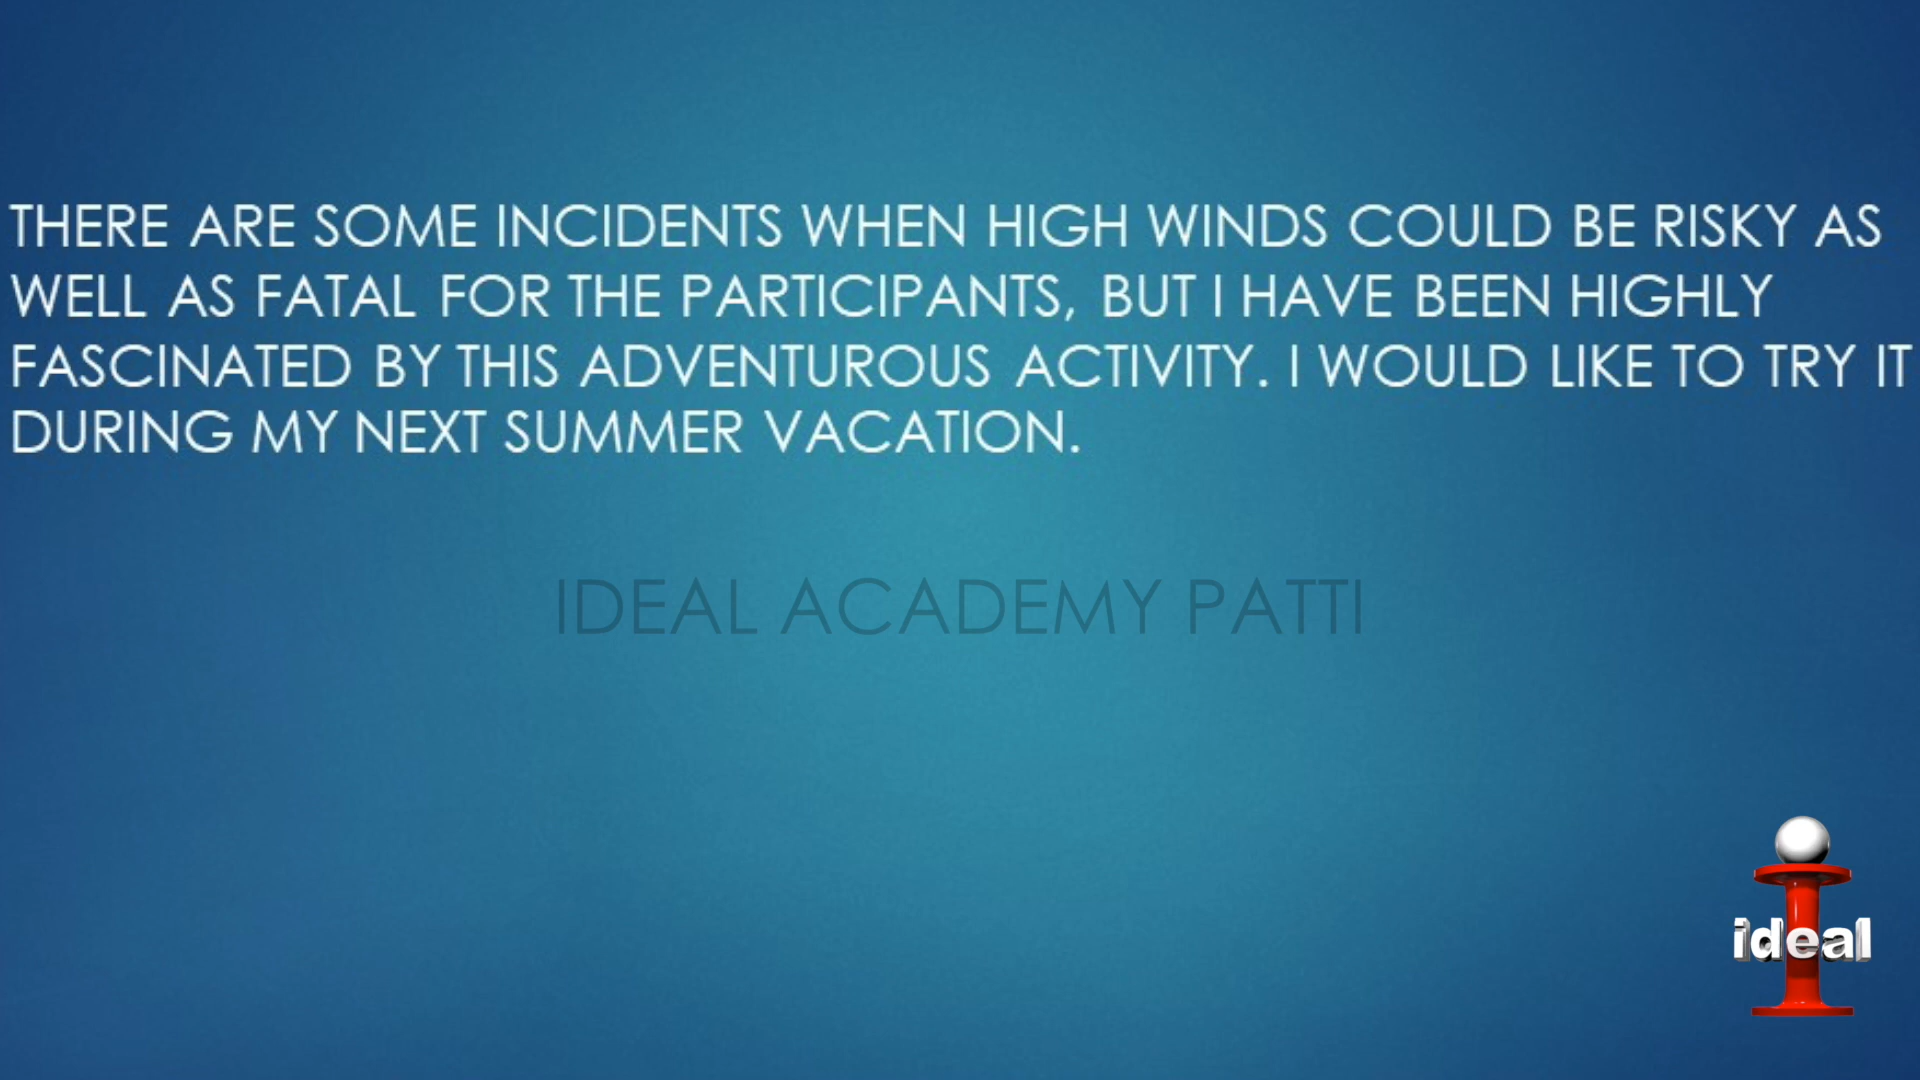 THERE ARE SOME INCIDENTS WHEN HIGH WINDS COULD BE RISKY AS
WELL AS FATAL FOR THE PARTICIPANTS, BUT I HAVE BEEN HIGHLY
FASCINATED BY THIS ADVENTUROUS ACTIVITY. I WOULD LIKE TO TRY IT
DURING MY NEXT SUMMER VACATION.
IDEAL ACADEMY PATTI
ideal